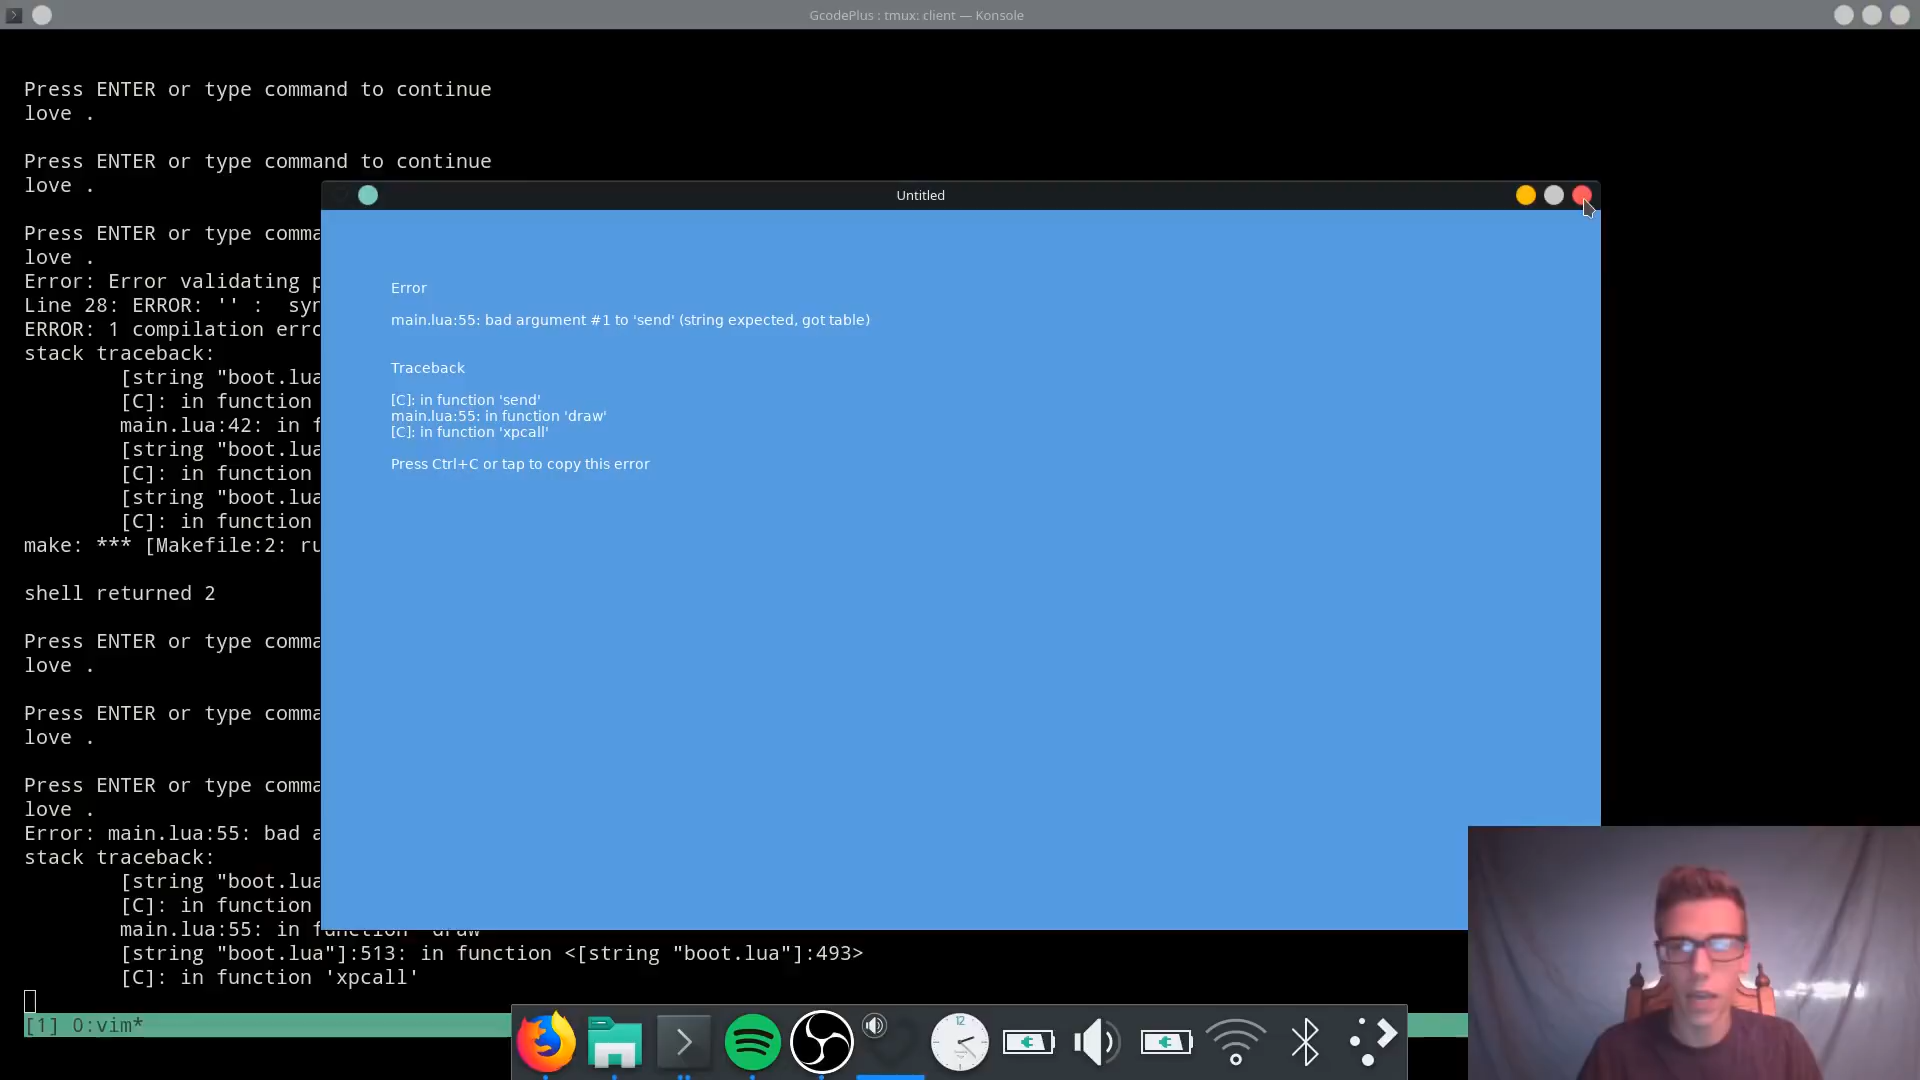 GcodePlus : tmux: client — Konsole
Press ENTER or type command to continue
love .
Press ENTER or type command to continue
love .
Press ENTER or type comma
love .
Error: Error validating p
Line 28: ERROR: '' :  syn
ERROR: 1 compilation erro
stack traceback:
[string "boot.lua
[C]: in function
main.lua:42: in f
[string "boot.lua
[C]: in function
[string "boot.lua
[C]: in function
make: *** [Makefile:2: ru
shell returned 2
Press ENTER or type comma
love .
Press ENTER or type comma
love .
Press ENTER or type comma
love .
Error: main.lua:55: bad a
stack traceback:
[string "boot.lua
[C]: in function
main.lua:55: in function 'draw'
[string "boot.lua"]:513: in function <[string "boot.lua"]:493>
[C]: in function 'xpcall'
[1] 0:vim*
Untitled
Error
main.lua:55: bad argument #1 to 'send' (string expected, got table)
Traceback
[C]: in function 'send'
main.lua:55: in function 'draw'
[C]: in function 'xpcall'
Press Ctrl+C or tap to copy this error
12